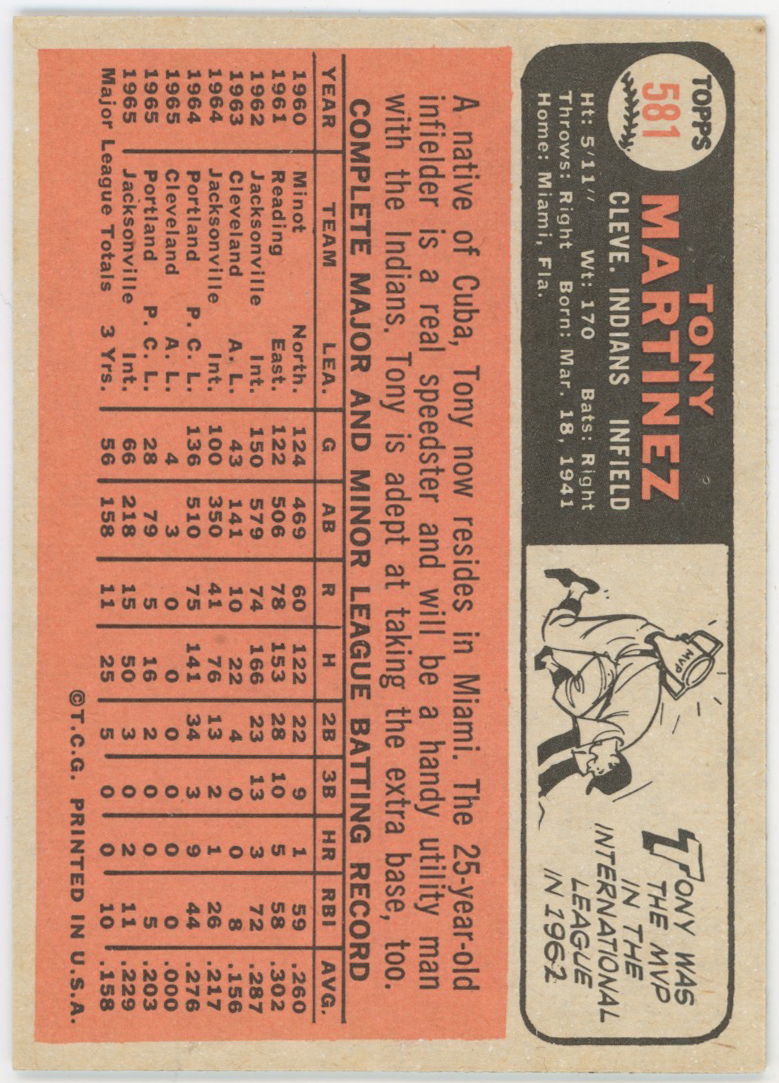 TOPPS
581
TONY
MARTINEZ
CLEVE. INDIANS INFIELD
Ht: 5'11" Wt: 170 Bats: Right
Throws: Right Born: Mar. 18, 1941
Home: Miami, Fla.
MVP
TONY WAS
THE MVP
IN THE
INTERNATIONAL
LEAGUE
IN 1962
A native of Cuba, Tony now resides in Miami. The 25-year-old
infielder is a real speedster and will be a handy utility man
with the Indians. Tony is adept at taking the extra base, too.
COMPLETE MAJOR AND MINOR LEAGUE BATTING RECORD
YEAR TEAM LEA. G AB R H 2B 3B HR RBI AVG.
1960 Minot North. 124 469 60 122 22 9 1 59 .260
1961 Reading East. 122 506 78 153 28 10 5 58 .302
1962 Jacksonville Int. 150 579 74 166 23 13 3 72 .287
1963 Cleveland A. L. 43 141 10 22 4 0 0 8 .156
1964 Jacksonville Int. 100 350 41 76 13 2 1 26 .217
1964 Portland P. C. L. 136 510 75 141 34 3 9 44 .276
1965 Cleveland A. L. 4 3 0 0 0 0 0 0 .000
1965 Portland P. C. L. 28 79 5 16 2 0 0 5 .203
1965 Jacksonville Int. 66 218 15 50 3 0 2 11 .229
Major League Totals 3 Yrs. 56 158 11 25 5 0 0 10 .158
©T.C.G. PRINTED IN U.S.A.